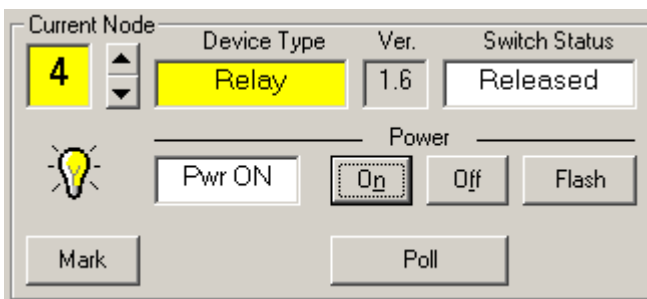 Current Node
Device Type Ver. Switch Status
4 Relay 1.6 Released
Power
Pwr ON On Off Flash
Mark Poll